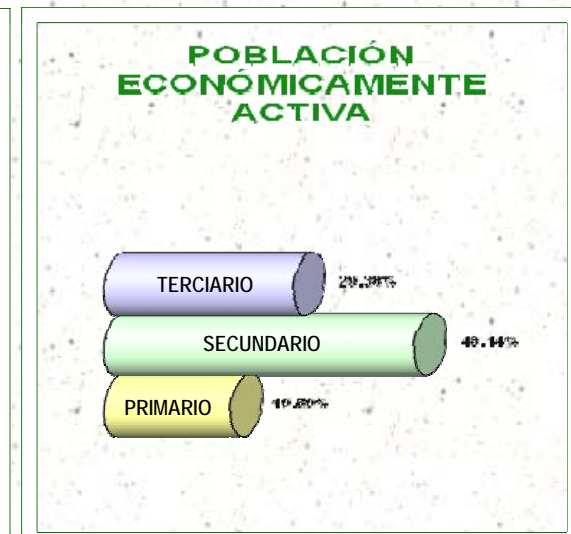 POBLACIÓN
ECONÓMICAMENTE
ACTIVA
TERCIARIO
SECUNDARIO
PRIMARIO